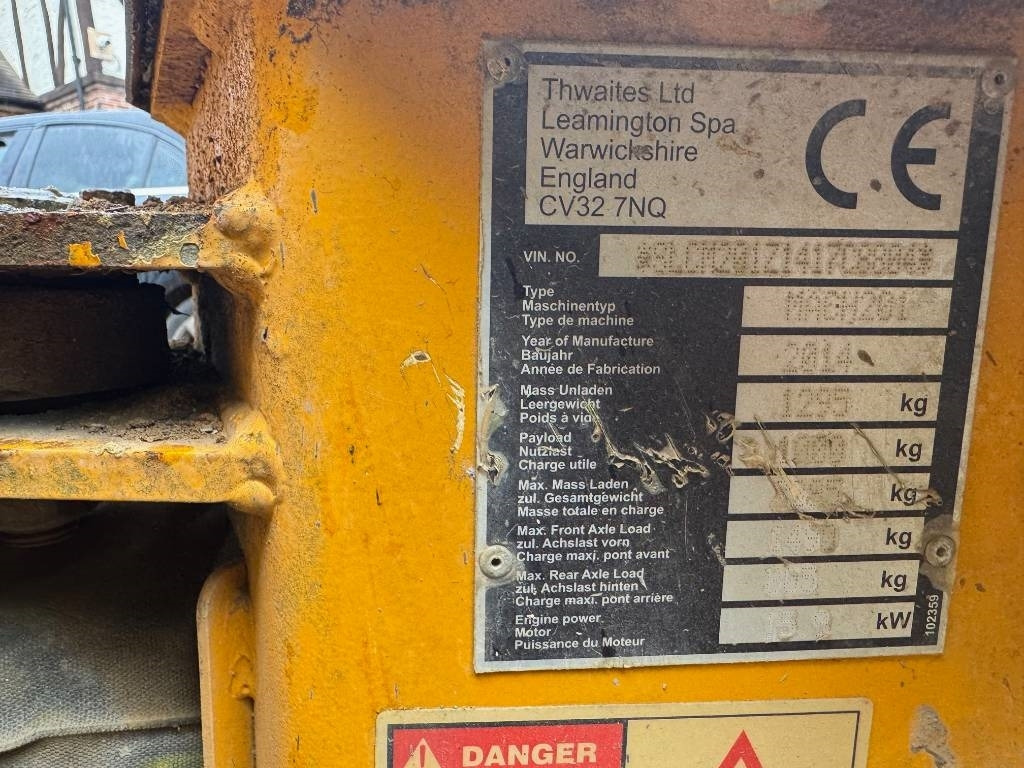 Thwaites Ltd
Leamington Spa
Warwickshire
England
CV32 7NQ
CE
VIN. NO.
Type
Maschinentyp
Type de machine
MACH201
Year of Manufacture
Baujahr
Année de Fabrication
2014
Mass Unladen
Leergewicht
Poids à vide
1295 kg
Payload
Nutzlast
Charge utile
kg
Max. Mass Laden
zul. Gesamtgewicht
Masse totale en charge
kg
Max. Front Axle Load
zul. Achslast vorn
Charge maxi. pont avant
kg
Max. Rear Axle Load
zul. Achslast hinten
Charge maxi. pont arrière
kg
Engine power
Motor
Puissance du Moteur
kW
102359
DANGER